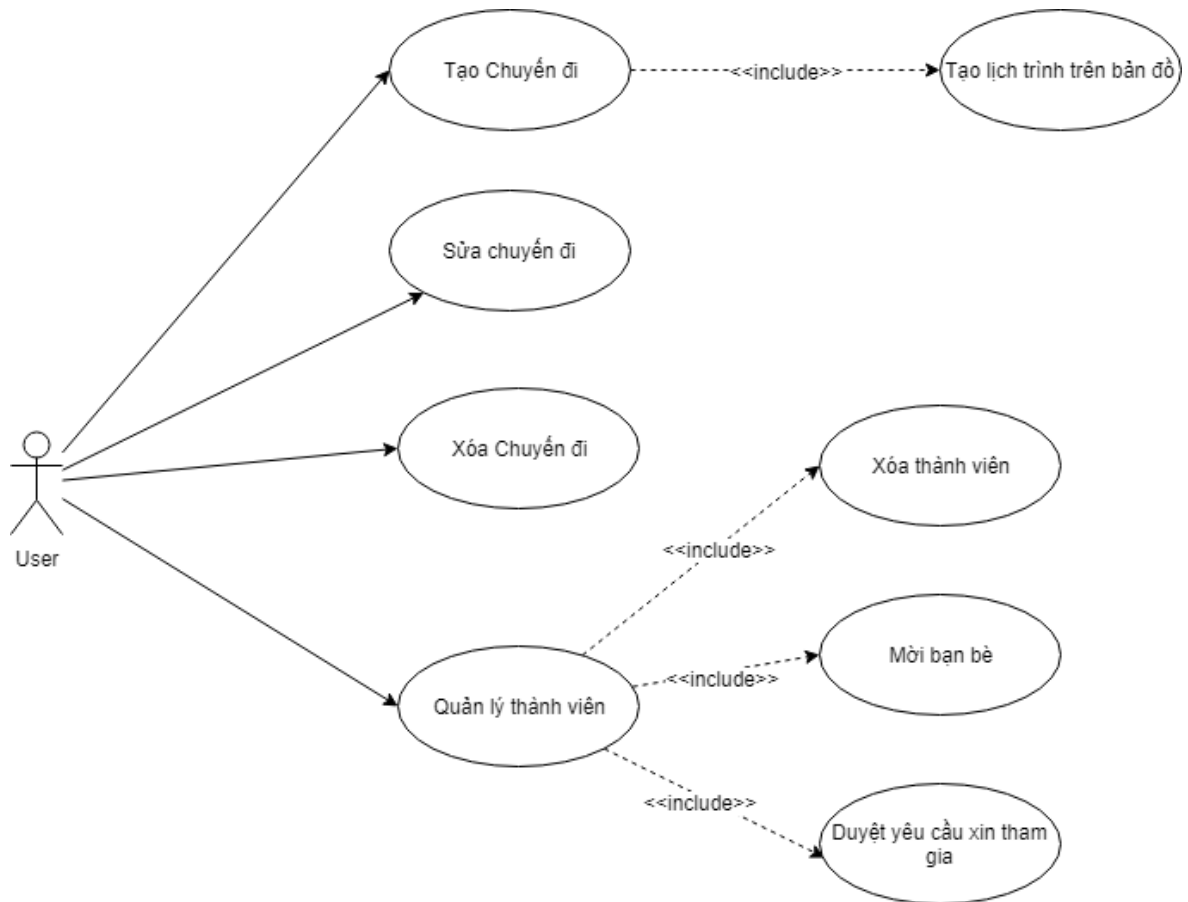 Tạo Chuyến đi
<<include>>
Tạo lịch trình trên bản đồ
Sửa chuyến đi
Xóa Chuyến đi
Xóa thành viên
User
<<include>>
Mời bạn bè
<<include>>
Quản lý thành viên
<<include>>
Duyệt yêu cầu xin tham
gia